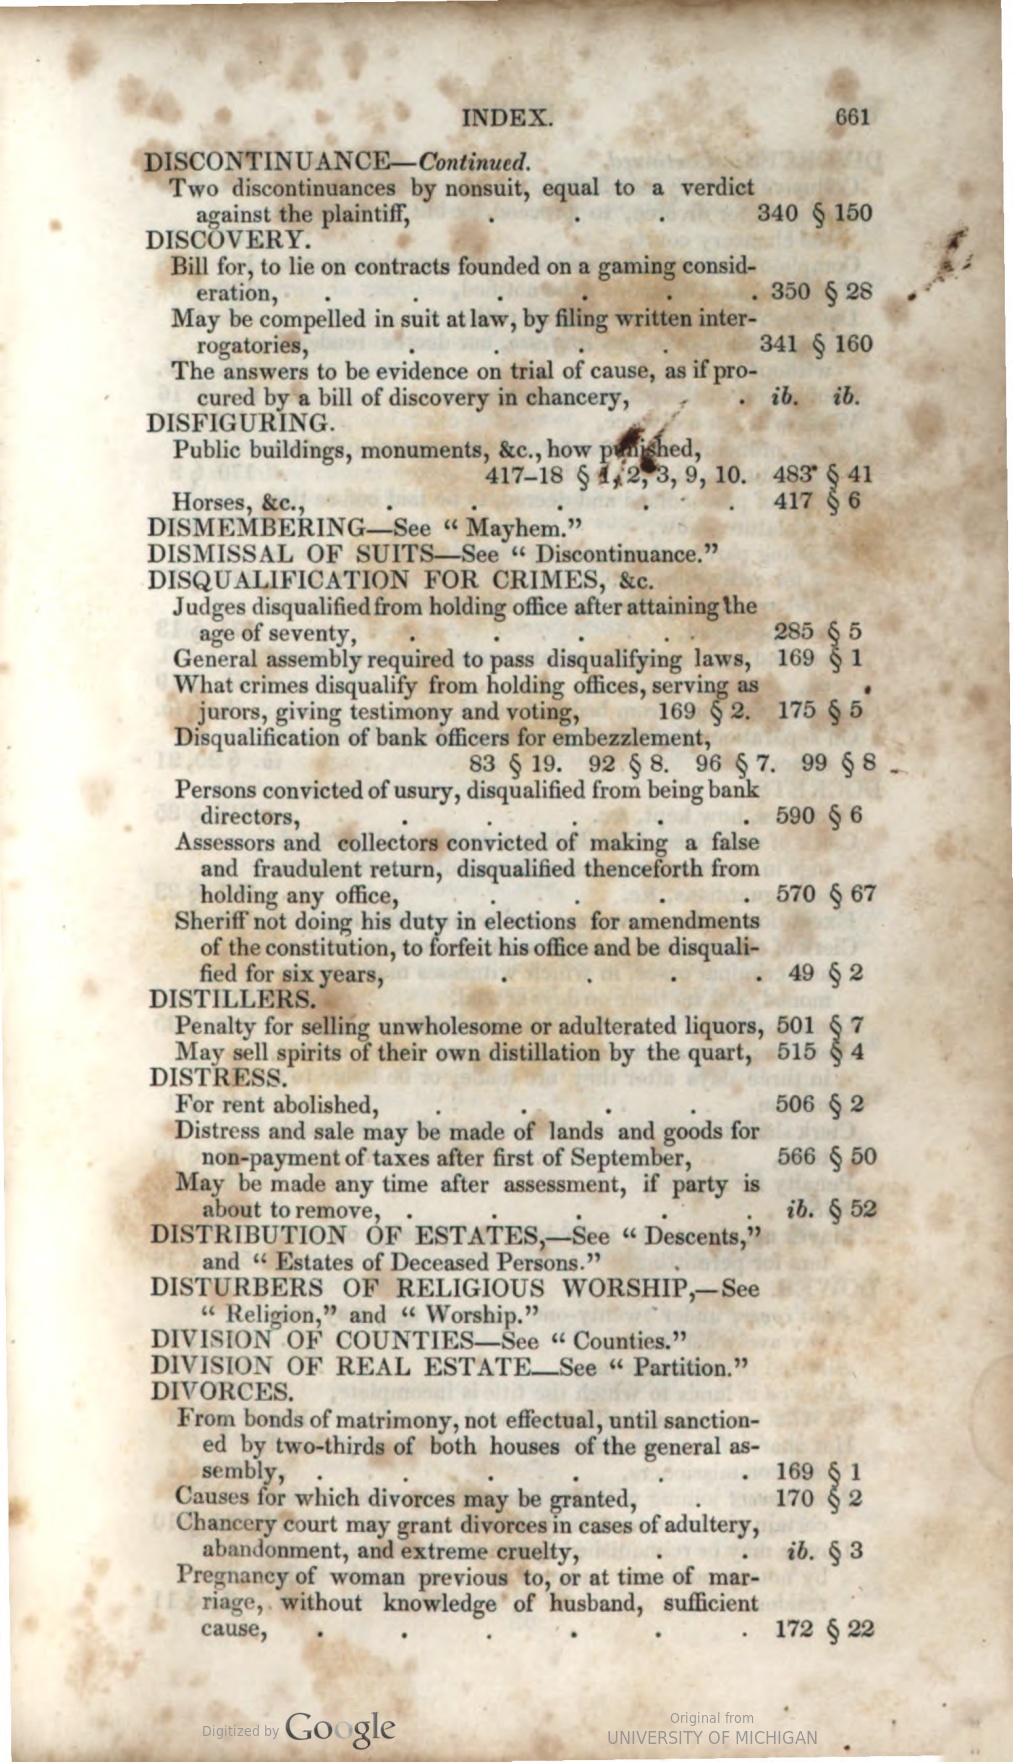 INDEX. 661
DISCONTINUANCE—Continued.
Two discontinuances by nonsuit, equal to a verdict
against the plaintiff, . . . 340 § 150
DISCOVERY.
Bill for, to lie on contracts founded on a gaming consid-
eration, . . . . . . 350 § 28
May be compelled in suit at law, by filing written inter-
rogatories, . . . . 341 § 160
The answers to be evidence on trial of cause, as if pro-
cured by a bill of discovery in chancery, . . ib. ib.
DISFIGURING.
Public buildings, monuments, &c., how punished,
417-18 § 1, 2, 3, 9, 10. 483 § 41
Horses, &c., . . . . . 417 § 6
DISMEMBERING—See “ Mayhem.”
DISMISSAL OF SUITS—See “ Discontinuance.”
DISQUALIFICATION FOR CRIMES, &c.
Judges disqualified from holding office after attaining the
age of seventy, . . . . 285 § 5
General assembly required to pass disqualifying laws, 169 § 1
What crimes disqualify from holding offices, serving as
jurors, giving testimony and voting, 169 § 2. 175 § 5
Disqualification of bank officers for embezzlement,
83 § 19. 92 § 8. 96 § 7. 99 § 8
Persons convicted of usury, disqualified from being bank
directors, . . . . . 590 § 6
Assessors and collectors convicted of making a false
and fraudulent return, disqualified thenceforth from
holding any office, . . . . 570 § 67
Sheriff not doing his duty in elections for amendments
of the constitution, to forfeit his office and be disquali-
fied for six years, . . . . 49 § 2
DISTILLERS.
Penalty for selling unwholesome or adulterated liquors, 501 § 7
May sell spirits of their own distillation by the quart, 515 § 4
DISTRESS.
For rent abolished, . . . . 506 § 2
Distress and sale may be made of lands and goods for
non-payment of taxes after first of September, 566 § 50
May be made any time after assessment, if party is
about to remove, . . . . . ib. § 52
DISTRIBUTION OF ESTATES,—See “ Descents,”
and “ Estates of Deceased Persons.”
DISTURBERS OF RELIGIOUS WORSHIP,—See
“ Religion,” and “ Worship.”
DIVISION OF COUNTIES—See “ Counties.”
DIVISION OF REAL ESTATE—See “ Partition.”
DIVORCES.
From bonds of matrimony, not effectual, until sanction-
ed by two-thirds of both houses of the general as-
sembly, . . . . . . 169 § 1
Causes for which divorces may be granted, . 170 § 2
Chancery court may grant divorces in cases of adultery,
abandonment, and extreme cruelty, . . ib. § 3
Pregnancy of woman previous to, or at time of mar-
riage, without knowledge of husband, sufficient
cause, . . . . . . 172 § 22
Digitized by Google
Original from
UNIVERSITY OF MICHIGAN